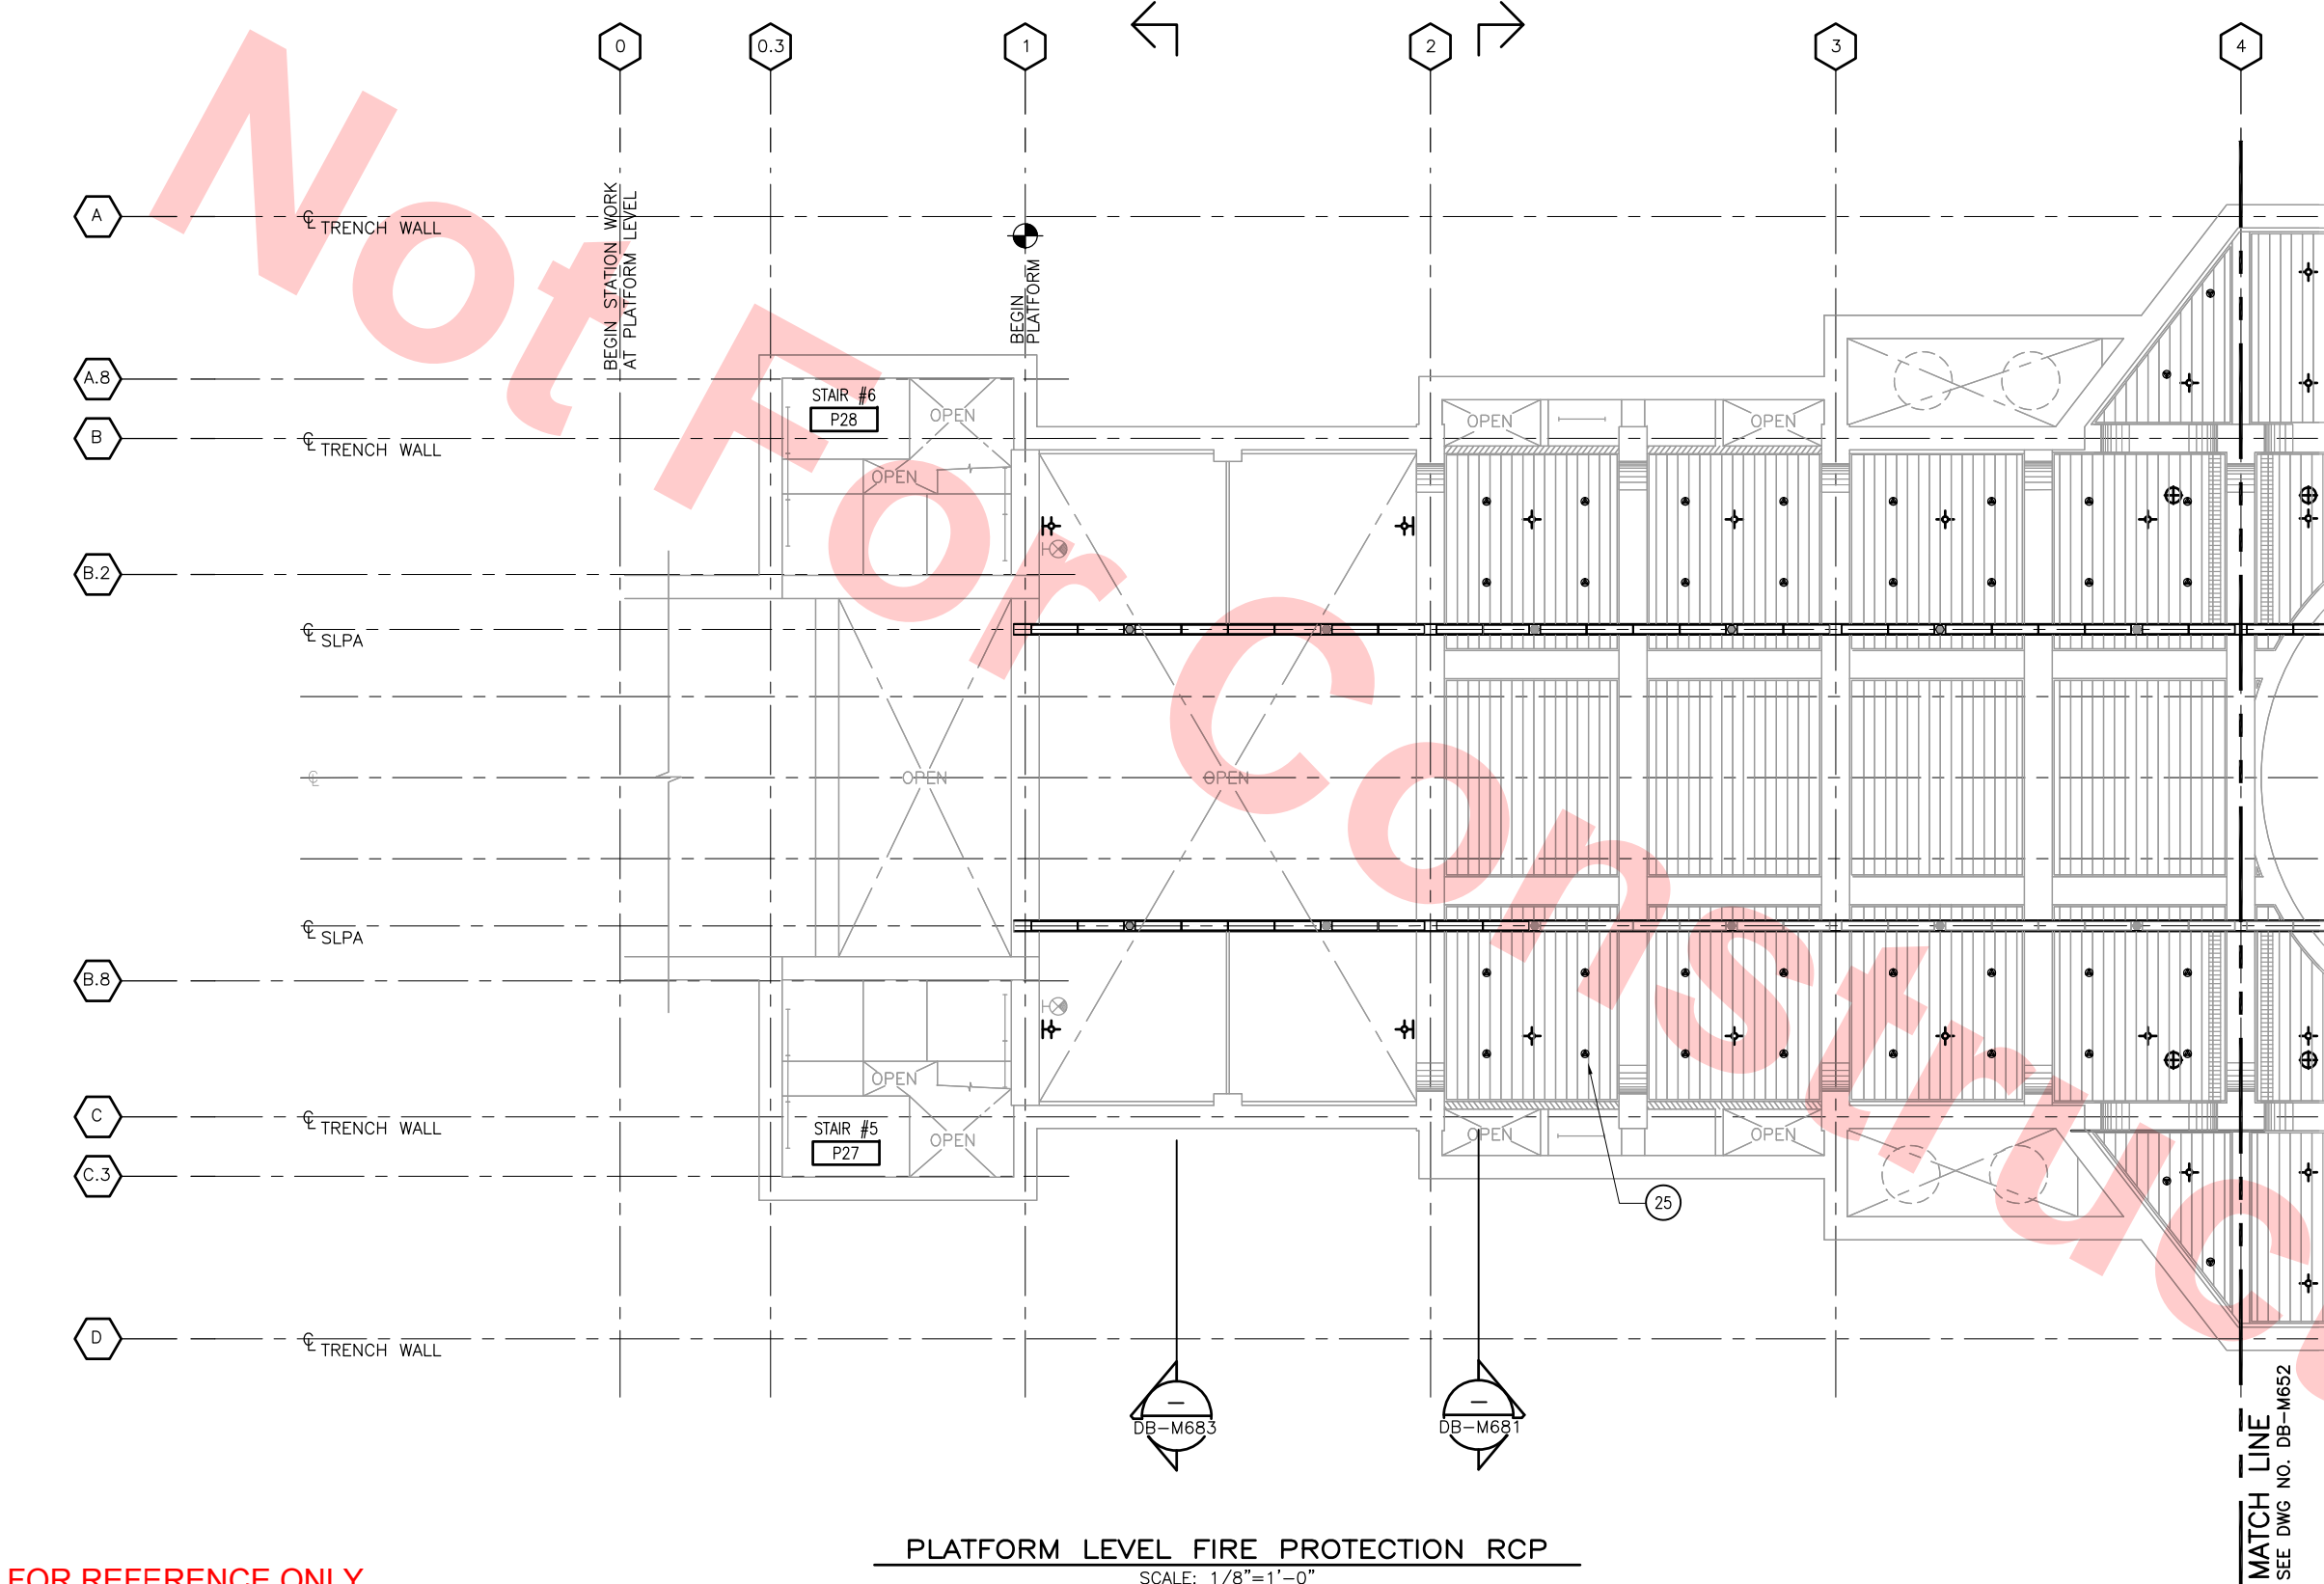 0
0.3
1
2
3
4
A
℄ TRENCH WALL
BEGIN STATION WORK
AT PLATFORM LEVEL
BEGIN
PLATFORM
A.8
STAIR #6
P28
OPEN
OPEN
OPEN
B
℄ TRENCH WALL
OPEN
B.2
℄ SLPA
℄
OPEN
OPEN
℄ SLPA
B.8
OPEN
C
℄ TRENCH WALL
STAIR #5
P27
OPEN
OPEN
OPEN
C.3
25
D
℄ TRENCH WALL
–
DB-M683
–
DB-M681
MATCH LINE
SEE DWG NO. DB-M652
PLATFORM LEVEL FIRE PROTECTION RCP
SCALE: 1/8"=1'-0"
FOR REFERENCE ONLY
Not For Construc